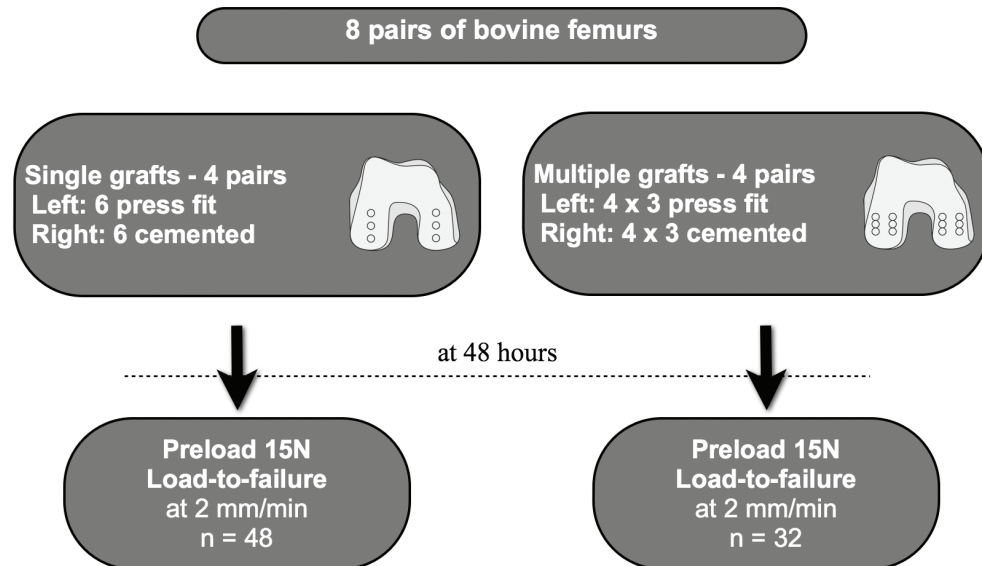 8 pairs of bovine femurs
Single grafts - 4 pairs
Left: 6 press fit
Right: 6 cemented
Multiple grafts - 4 pairs
Left: 4 x 3 press fit
Right: 4 x 3 cemented
at 48 hours
Preload 15N
Load-to-failure
at 2 mm/min
n = 48
Preload 15N
Load-to-failure
at 2 mm/min
n = 32